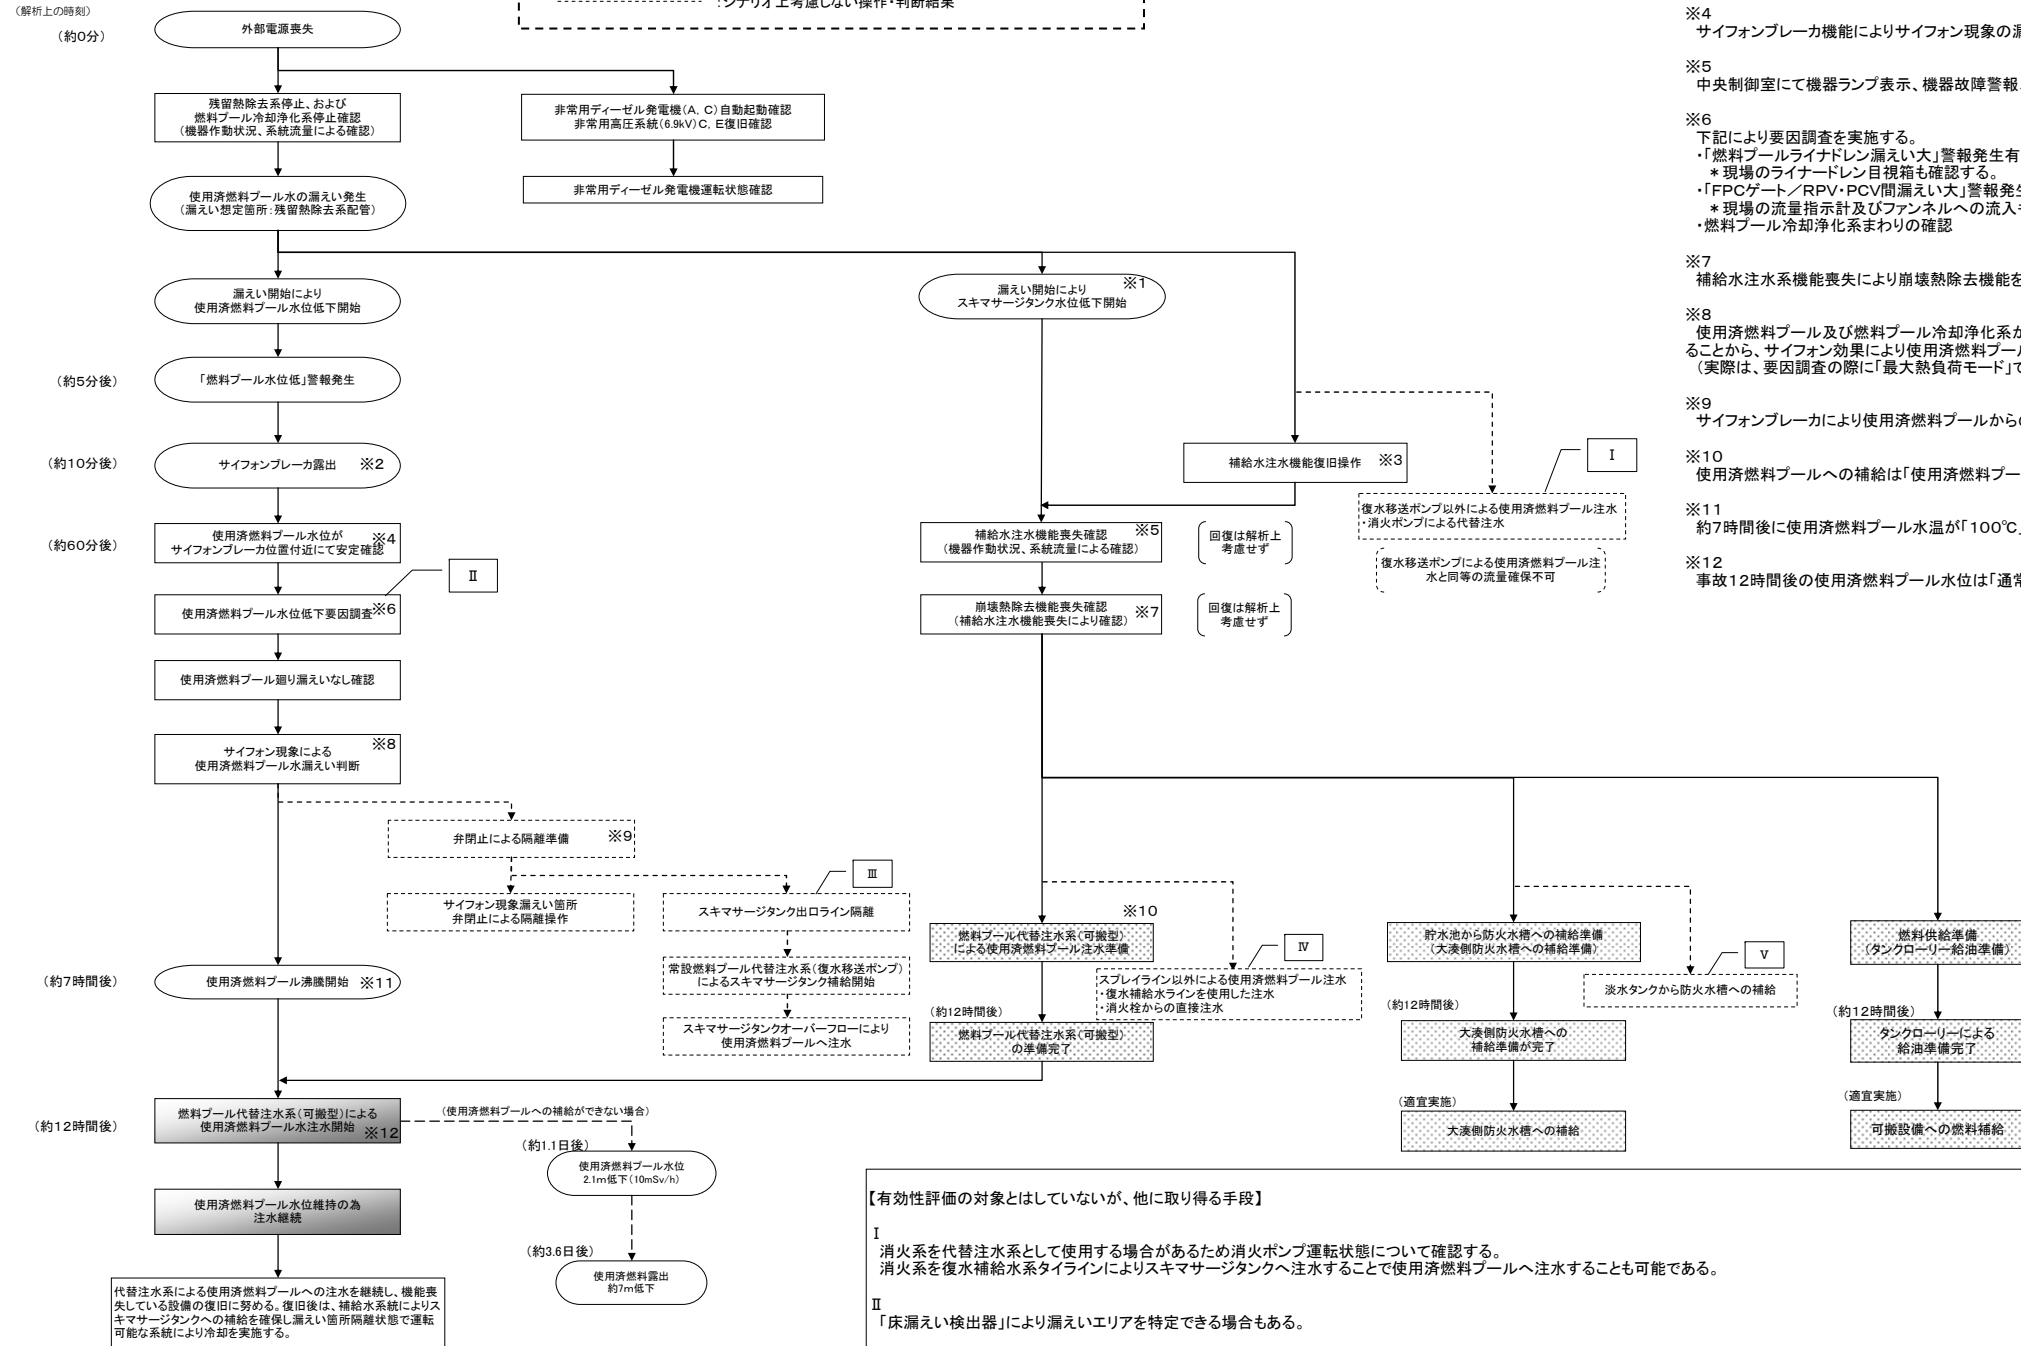 （解析上の時刻）
：シナリオ上考慮しない操作・判断結果
（約0分）
外部電源喪失
残留熱除去系停止、および
燃料プール冷却浄化系停止確認
（機器作動状況、系統流量による確認）
非常用ディーゼル発電機（A，C）自動起動確認
非常用高圧系統（6.9kV）C，E復旧確認
使用済燃料プール水の漏えい発生
（漏えい想定箇所：残留熱除去系配管）
非常用ディーゼル発電機運転状態確認
漏えい開始により
使用済燃料プール水位低下開始
漏えい開始により
スキマサージタンク水位低下開始
※1
（約5分後）
「燃料プール水位低」警報発生
（約10分後）
サイフォンブレーカ露出 ※2
補給水注水機能復旧操作 ※3
Ⅰ
復水移送ポンプ以外による使用済燃料プール注水
・消火ポンプによる代替注水
復水移送ポンプによる使用済燃料プール注
水と同等の流量確保不可
（約60分後）
使用済燃料プール水位が
サイフォンブレーカ位置付近にて安定確認
※4
補給水注水機能喪失確認
（機器作動状況、系統流量による確認）
※5
回復は解析上
考慮せず
Ⅱ
使用済燃料プール水位低下要因調査 ※6
崩壊熱除去機能喪失確認
（補給水注水機能喪失により確認）
※7
回復は解析上
考慮せず
使用済燃料プール廻り漏えいなし確認
サイフォン現象による
使用済燃料プール水漏えい判断
※8
弁閉止による隔離準備 ※9
サイフォン現象漏えい箇所
弁閉止による隔離操作
Ⅲ
スキマサージタンク出口ライン隔離
常設燃料プール代替注水系（復水移送ポンプ）
によるスキマサージタンク補給開始
スキマサージタンクオーバーフローにより
使用済燃料プールへ注水
（約7時間後）
使用済燃料プール沸騰開始 ※11
※10
燃料プール代替注水系（可搬型）
による使用済燃料プール注水準備
Ⅳ
スプレイライン以外による使用済燃料プール注水
・復水補給水ラインを使用した注水
・消火栓からの直接注水
（約12時間後）
燃料プール代替注水系（可搬型）
の準備完了
貯水池から防火水槽への補給準備
（大湊側防火水槽への補給準備）
Ⅴ
淡水タンクから防火水槽への補給
（約12時間後）
大湊側防火水槽への
補給準備が完了
（適宜実施）
大湊側防火水槽への補給
燃料供給準備
（タンクローリー給油準備）
（約12時間後）
タンクローリーによる
給油準備完了
（適宜実施）
可搬設備への燃料補給
（約12時間後）
燃料プール代替注水系（可搬型）による
使用済燃料プール水注水開始
※12
（使用済燃料プールへの補給ができない場合）
（約1.1日後）
使用済燃料プール水位
2.1m低下（10mSv/h）
（約3.6日後）
使用済燃料露出
約7m低下
使用済燃料プール水位維持の為
注水継続
代替注水系による使用済燃料プールへの注水を継続し、機能喪
失している設備の復旧に努める。復旧後は、補給水系統によりス
キマサージタンクへの補給を確保し漏えい箇所隔離状態で運転
可能な系統により冷却を実施する。
【有効性評価の対象とはしていないが、他に取り得る手段】
Ⅰ
消火系を代替注水系として使用する場合があるため消火ポンプ運転状態について確認する。
消火系を復水補給水系タイラインによりスキマサージタンクへ注水することで使用済燃料プールへ注水することも可能である。
Ⅱ
「床漏えい検出器」により漏えいエリアを特定できる場合もある。
※4
サイフォンブレーカ機能によりサイフォン現象の漏
※5
中央制御室にて機器ランプ表示、機器故障警報
※6
下記により要因調査を実施する。
・「燃料プールライナドレン漏えい大」警報発生有
＊現場のライナードレン目視箱も確認する。
・「FPCゲート／RPV・PCV間漏えい大」警報発生
＊現場の流量指示計及びファンネルへの流入
・燃料プール冷却浄化系まわりの確認
※7
補給水注水系機能喪失により崩壊熱除去機能を
※8
使用済燃料プール及び燃料プール冷却浄化系が
ることから、サイフォン効果により使用済燃料プール
（実際は、要因調査の際に「最大熱負荷モード」で
※9
サイフォンブレーカにより使用済燃料プールからの
※10
使用済燃料プールへの補給は「使用済燃料プー
※11
約7時間後に使用済燃料プール水温が「100℃」
※12
事故12時間後の使用済燃料プール水位は「通常